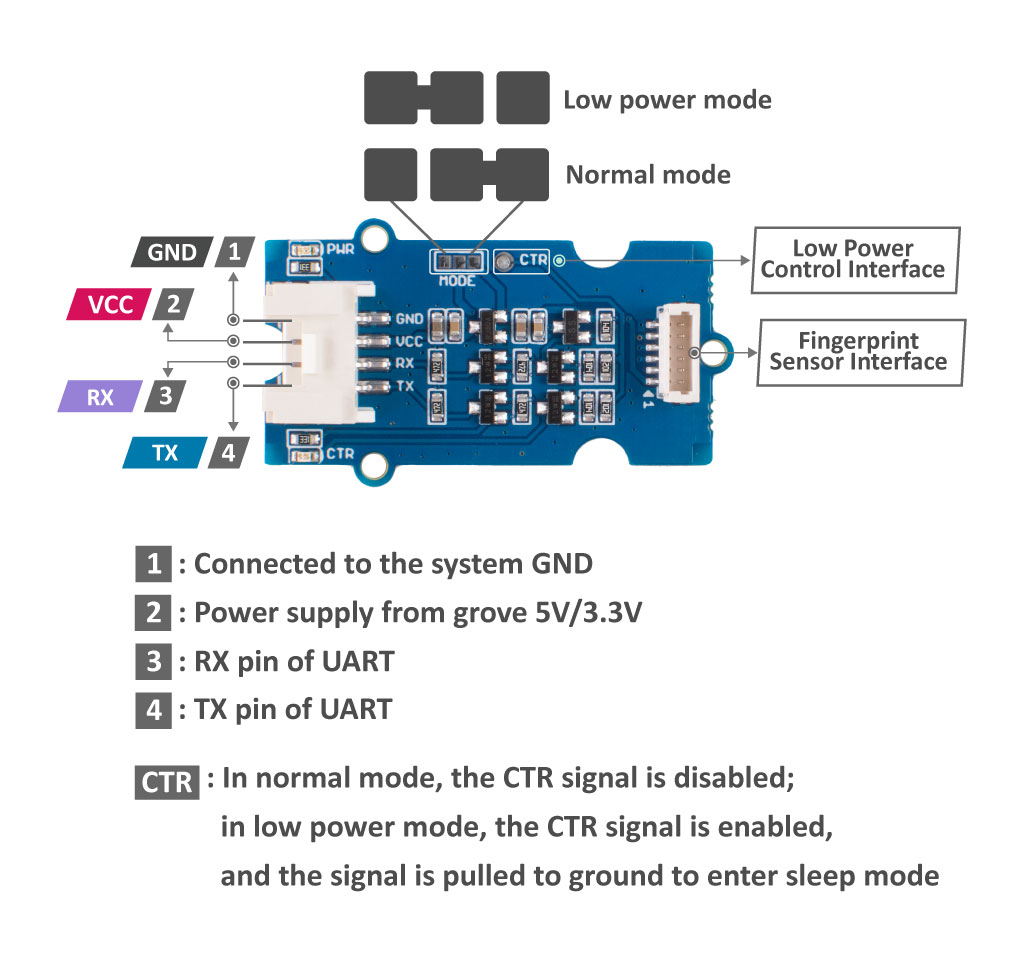 Low power mode
Normal mode
GND 1
VCC 2
RX 3
TX 4
PWR
MODE
CTR
GND
VCC
RX
TX
CTR
1
Low Power
Control Interface
Fingerprint
Sensor Interface
1 : Connected to the system GND
2 : Power supply from grove 5V/3.3V
3 : RX pin of UART
4 : TX pin of UART
CTR : In normal mode, the CTR signal is disabled;
in low power mode, the CTR signal is enabled,
and the signal is pulled to ground to enter sleep mode